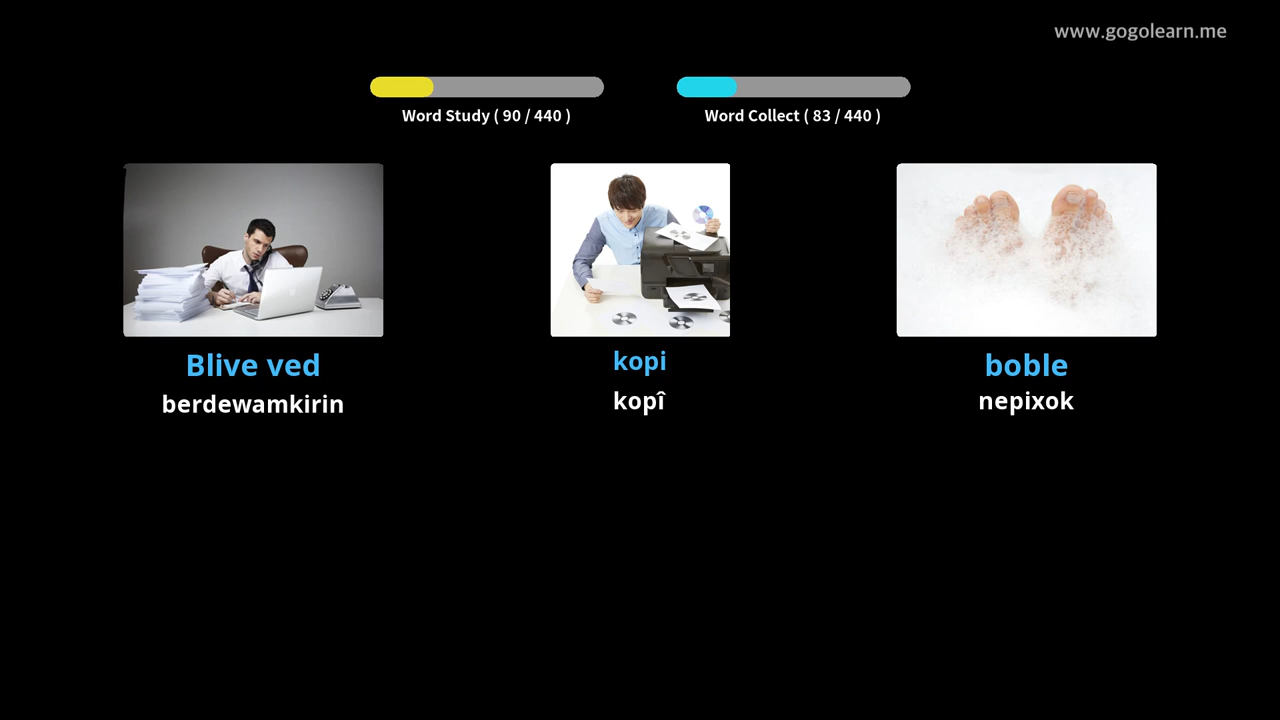 www.gogolearn.me
Word Study ( 90 / 440 )
Word Collect ( 83 / 440 )
Blive ved
berdewamkirin
kopi
kopî
boble
nepixok